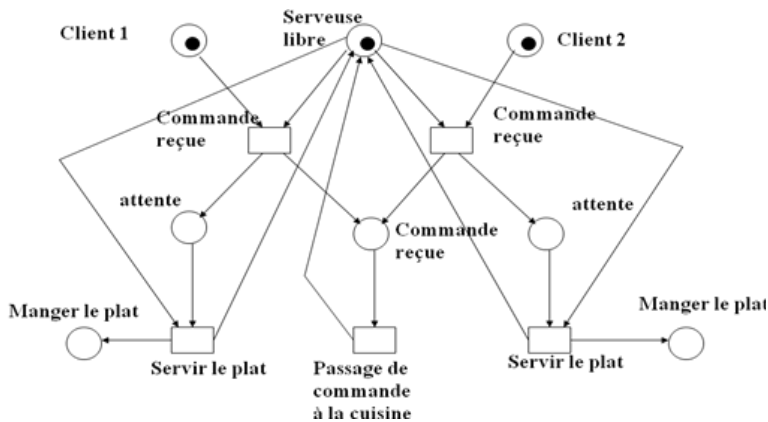 Client 1
Serveuse
libre
Client 2
Commande
reçue
Commande
reçue
attente
attente
Commande
reçue
Manger le plat
Manger le plat
Servir le plat
Passage de
commande
à la cuisine
Servir le plat